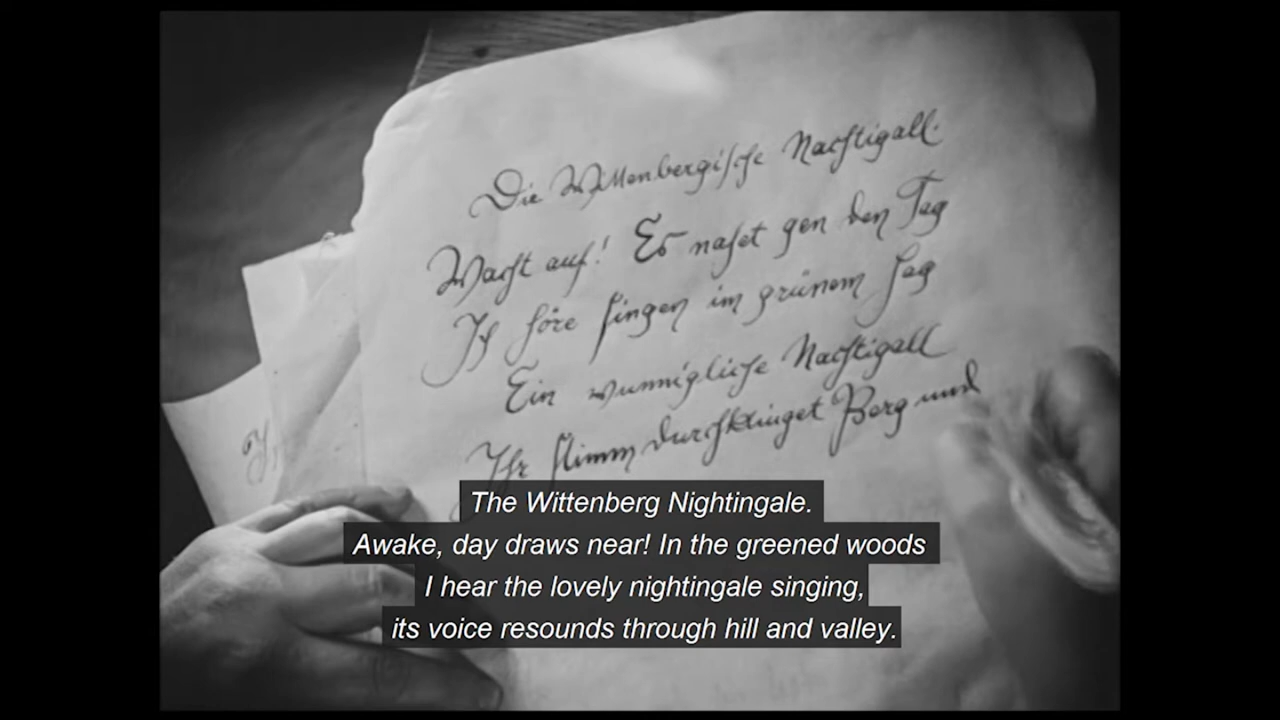 Die Wittenbergische Nachtigall.
Wacht auf! Es nahet gen den Tag
Ich höre singen im grünem Hag
Ein wunnigliche Nachtigall
Ihr Stimm durchklinget Berg und
The Wittenberg Nightingale.
Awake, day draws near! In the greened woods
I hear the lovely nightingale singing,
its voice resounds through hill and valley.